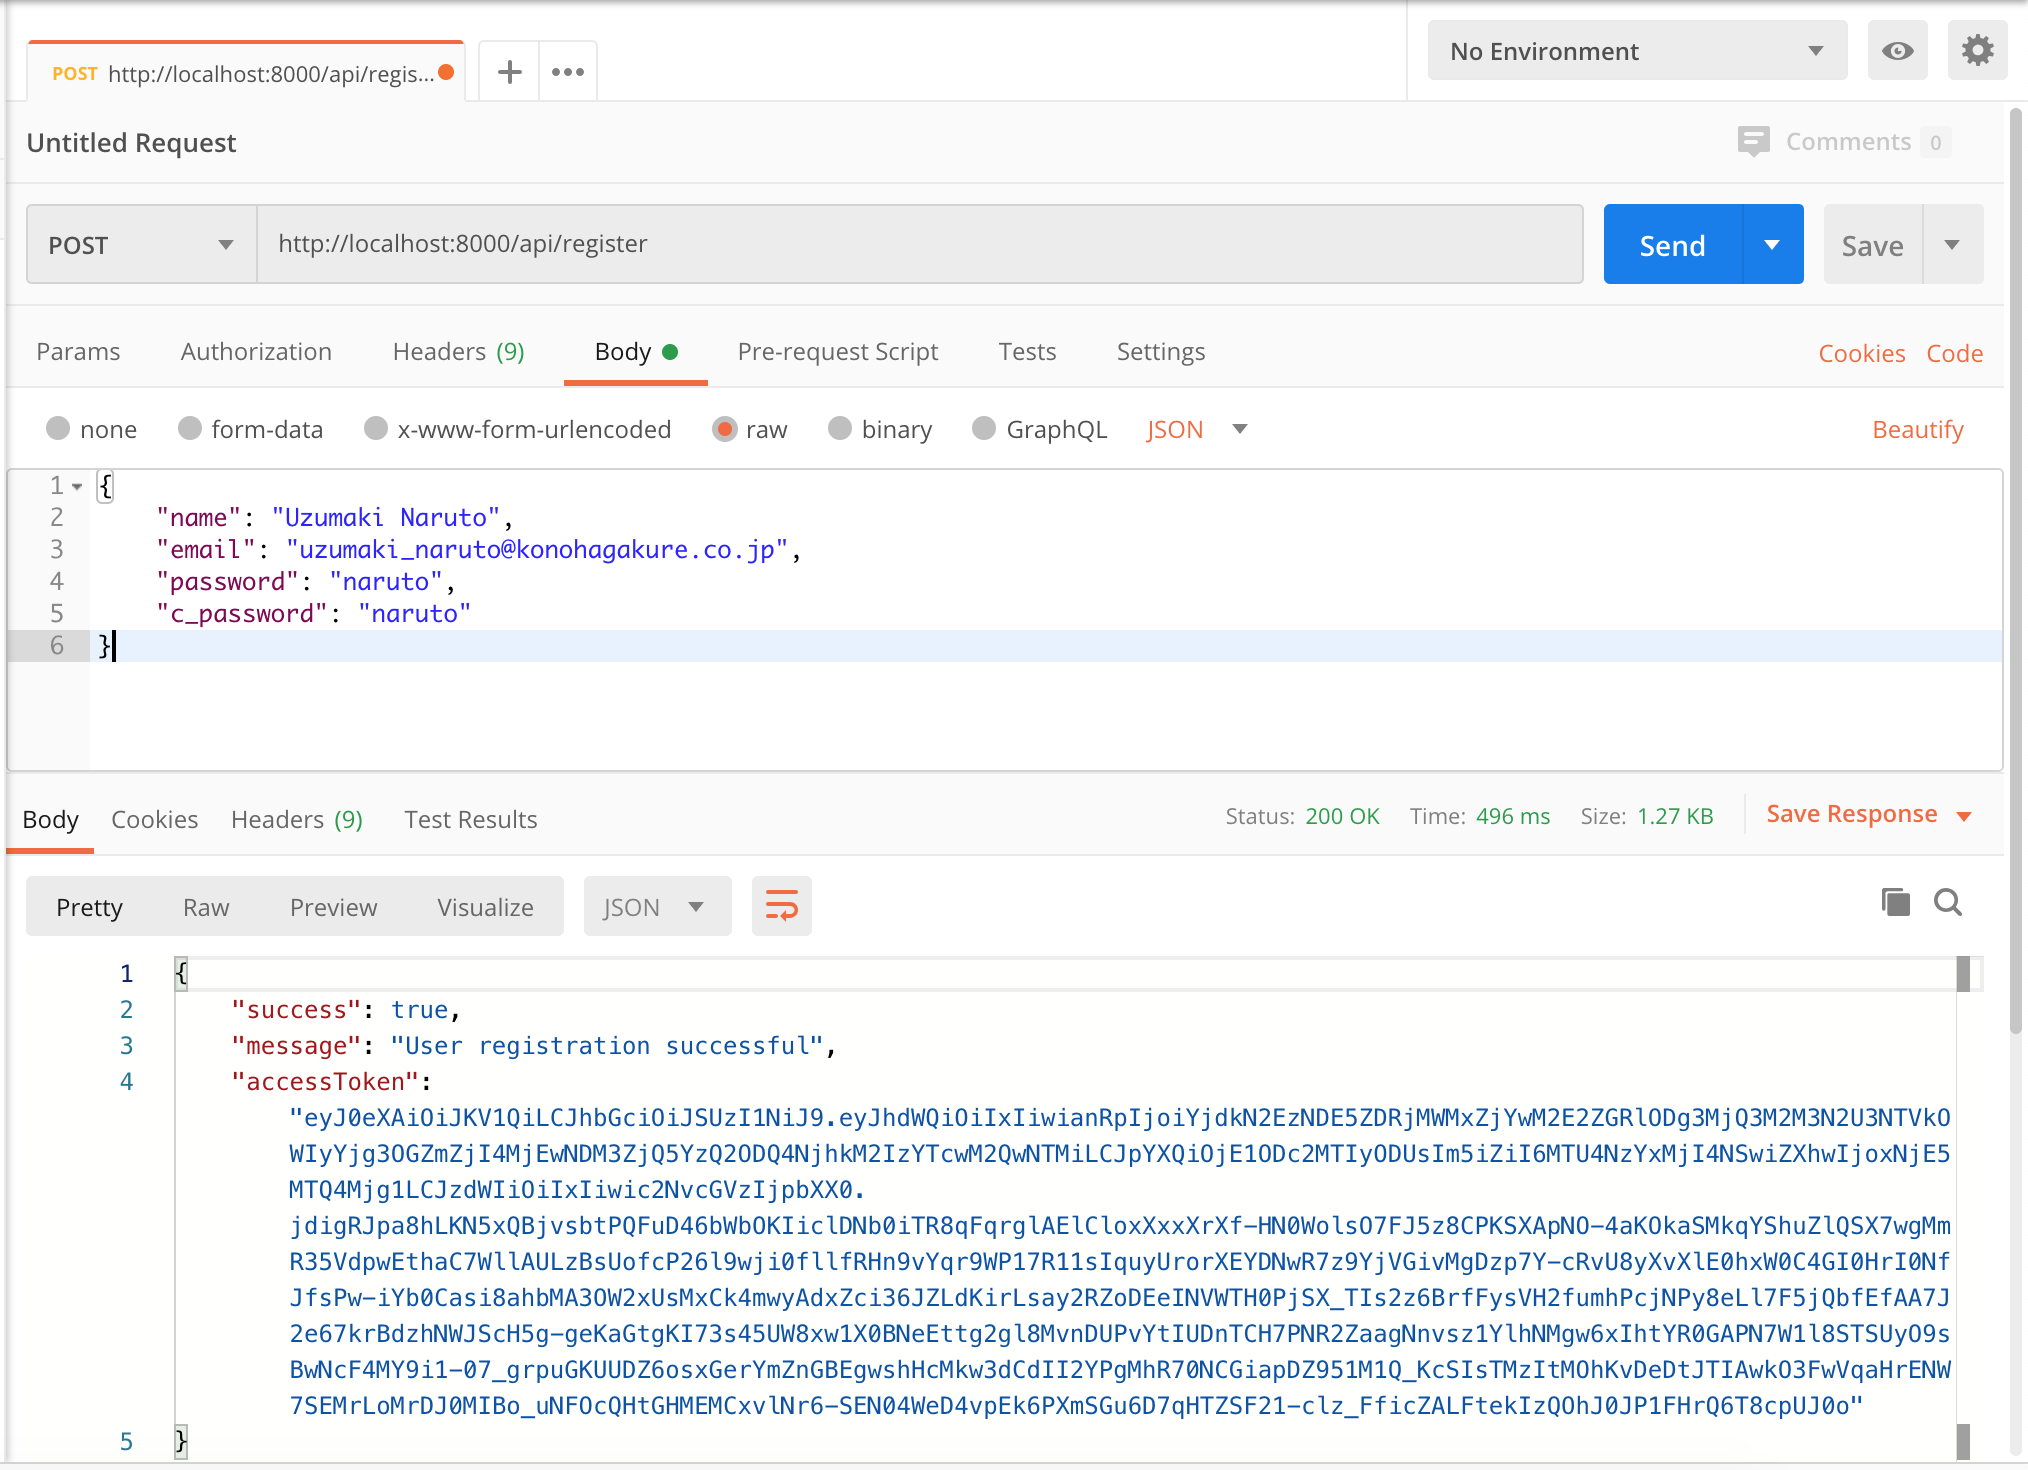 POST http://localhost:8000/api/regis...
No Environment
Untitled Request
Comments 0
POST
http://localhost:8000/api/register
Send
Save
Params Authorization Headers (9) Body Pre-request Script Tests Settings Cookies Code
none form-data x-www-form-urlencoded raw binary GraphQL JSON Beautify
1 {
2 "name": "Uzumaki Naruto",
3 "email": "uzumaki_naruto@konohagakure.co.jp",
4 "password": "naruto",
5 "c_password": "naruto"
6 }
Body Cookies Headers (9) Test Results Status: 200 OK Time: 496 ms Size: 1.27 KB Save Response
Pretty Raw Preview Visualize JSON
1 {
2 "success": true,
3 "message": "User registration successful",
4 "accessToken":
"eyJ0eXAiOiJKV1QiLCJhbGciOiJSUzI1NiJ9.eyJhdWQiOiIxIiwianRpIjoiYjdkN2EzNDE5ZDRjMWMxZjYwM2E2ZGRlODg3MjQ3M2M3N2U3NTVkO
WIyYjg3OGZmZjI4MjEwNDM3ZjQ5YzQ2ODQ4NjhkM2IzYTcwM2QwNTMiLCJpYXQiOjE1ODc2MTIyODUsIm5iZiI6MTU4NzYxMjI4NSwiZXhwIjoxNjE5
MTQ4Mjg1LCJzdWIiOiIxIiwic2NvcGVzIjpbXX0.
jdigRJpa8hLKN5xQBjvsbtPQFuD46bWbOKIiclDNb0iTR8qFqrglAElCloxXxxXrXf-HN0WolsO7FJ5z8CPKSXApNO-4aKOkaSMkqYShuZlQSX7wgMm
R35VdpwEthaC7WllAULzBsUofcP26l9wji0fllfRHn9vYqr9WP17R11sIquyUrorXEYDNwR7z9YjVGivMgDzp7Y-cRvU8yXvXlE0hxW0C4GI0HrI0Nf
JfsPw-iYb0Casi8ahbMA3OW2xUsMxCk4mwyAdxZci36JZLdKirLsay2RZoDEeINVWTH0PjSX_TIs2z6BrfFysVH2fumhPcjNPy8eLl7F5jQbfEfAA7J
2e67krBdzhNWJScH5g-geKaGtgKI73s45UW8xw1X0BNeEttg2gl8MvnDUPvYtIUDnTCH7PNR2ZaagNnvsz1YlhNMgw6xIhtYR0GAPN7W1l8STSUyO9s
BwNcF4MY9i1-07_grpuGKUUDZ6osxGerYmZnGBEgwshHcMkw3dCdII2YPgMhR70NCGiapDZ951M1Q_KcSIsTMzItMOhKvDeDtJTIAwkO3FwVqaHrENW
7SEMrLoMrDJ0MIBo_uNFOcQHtGHMEMCxvlNr6-SEN04WeD4vpEk6PXmSGu6D7qHTZSF21-clz_FficZALFtekIzQOhJ0JP1FHrQ6T8cpUJ0o"
5 }